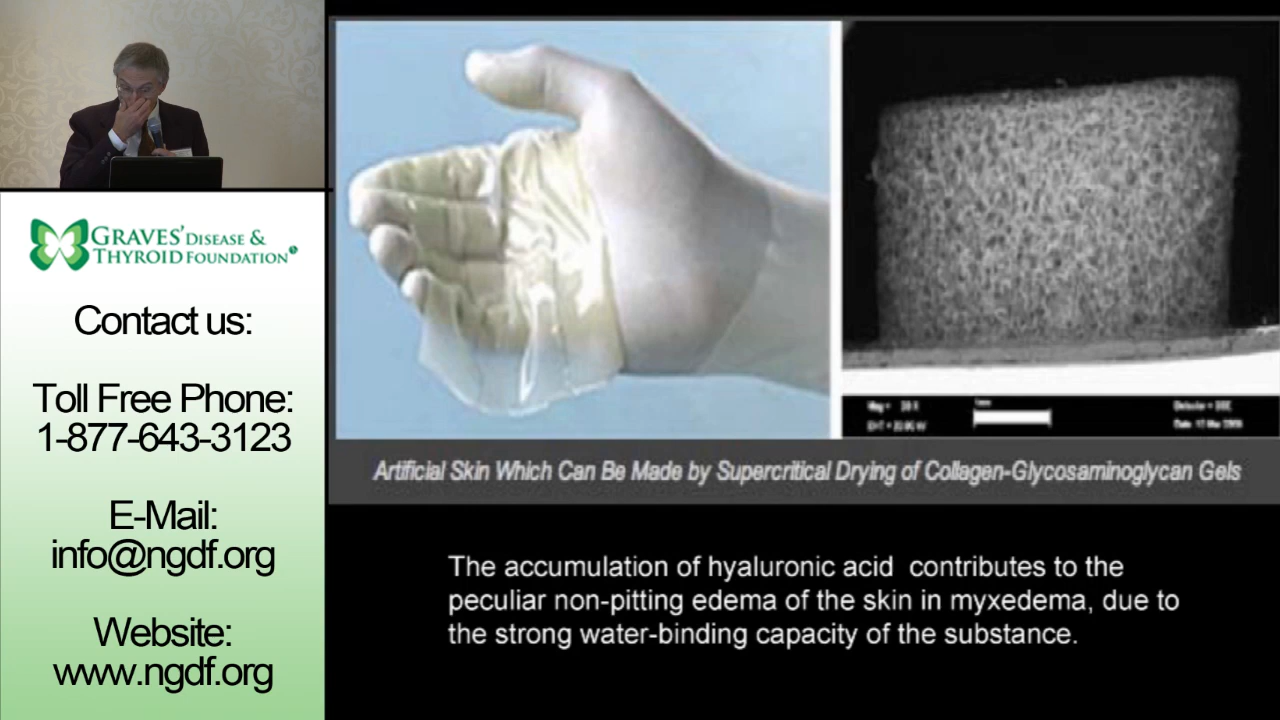 GRAVES' DISEASE &
THYROID FOUNDATION
Contact us:
Toll Free Phone:
1-877-643-3123
E-Mail:
info@ngdf.org
Website:
www.ngdf.org
Artificial Skin Which Can Be Made by Supercritical Drying of Collagen-Glycosaminoglycan Gels
The accumulation of hyaluronic acid contributes to the
peculiar non-pitting edema of the skin in myxedema, due to
the strong water-binding capacity of the substance.